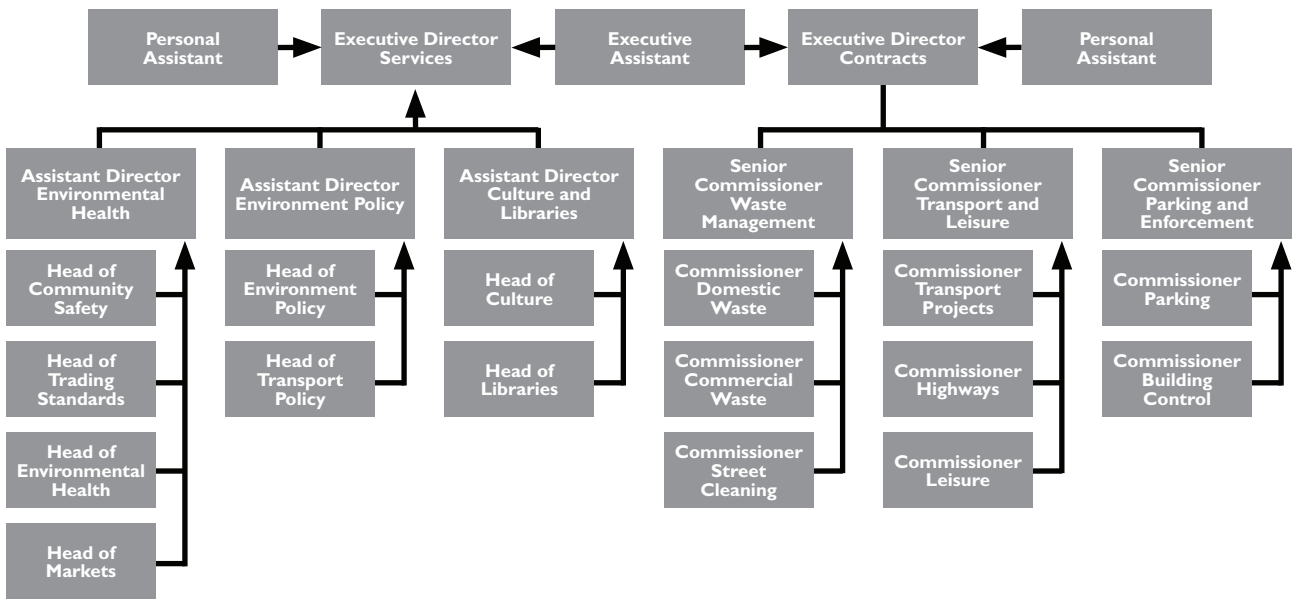 Personal
Assistant
Executive Director
Services
Executive
Assistant
Executive Director
Contracts
Personal
Assistant
Assistant Director
Environmental
Health
Assistant Director
Environment Policy
Assistant Director
Culture and
Libraries
Senior
Commissioner
Waste
Management
Senior
Commissioner
Transport and
Leisure
Senior
Commissioner
Parking and
Enforcement
Head of
Community
Safety
Head of
Environment
Policy
Head of
Culture
Commissioner
Domestic
Waste
Commissioner
Transport
Projects
Commissioner
Parking
Head of
Trading
Standards
Head of
Transport
Policy
Head of
Libraries
Commissioner
Commercial
Waste
Commissioner
Highways
Commissioner
Building
Control
Head of
Environmental
Health
Commissioner
Street
Cleaning
Commissioner
Leisure
Head of
Markets